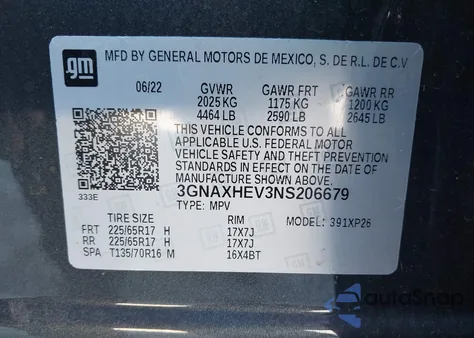 gm
MFD BY GENERAL MOTORS DE MEXICO, S. DE R.L. DE C.V
06/22 GVWR GAWR FRT GAWR RR
2025 KG 1175 KG 1200 KG
4464 LB 2590 LB 2645 LB
THIS VEHICLE CONFORMS TO ALL
APPLICABLE U.S. FEDERAL MOTOR
VEHICLE SAFETY AND THEFT
PREVENTION STANDARDS IN EFFECT ON THE DATE OF
MANUFACTURE SHOWN ABOVE.
333E
3GNAXHEV3NS206679
TYPE: MPV MODEL: 391XP26
TIRE SIZE RIM
FRT 225/65R17 H 17X7J
RR 225/65R17 H 17X7J
SPA T135/70R16 M 16X4BT
autoSnap